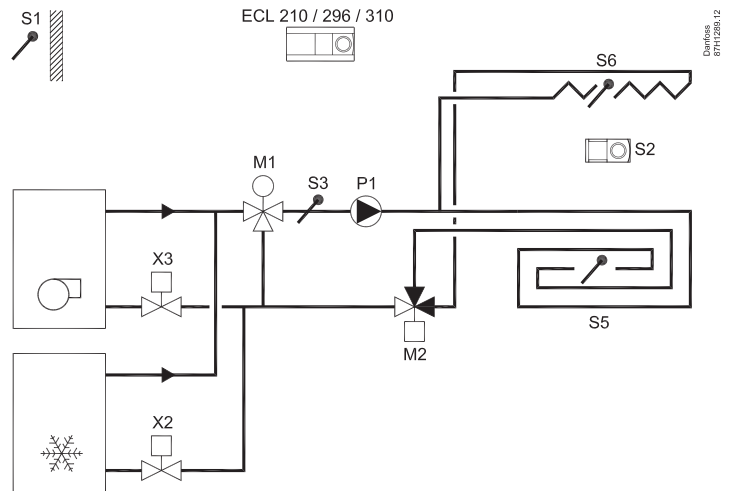 S1
ECL 210 / 296 / 310
Danfoss
87H1289.12
S6
S2
M1
S3
P1
X3
S5
M2
X2